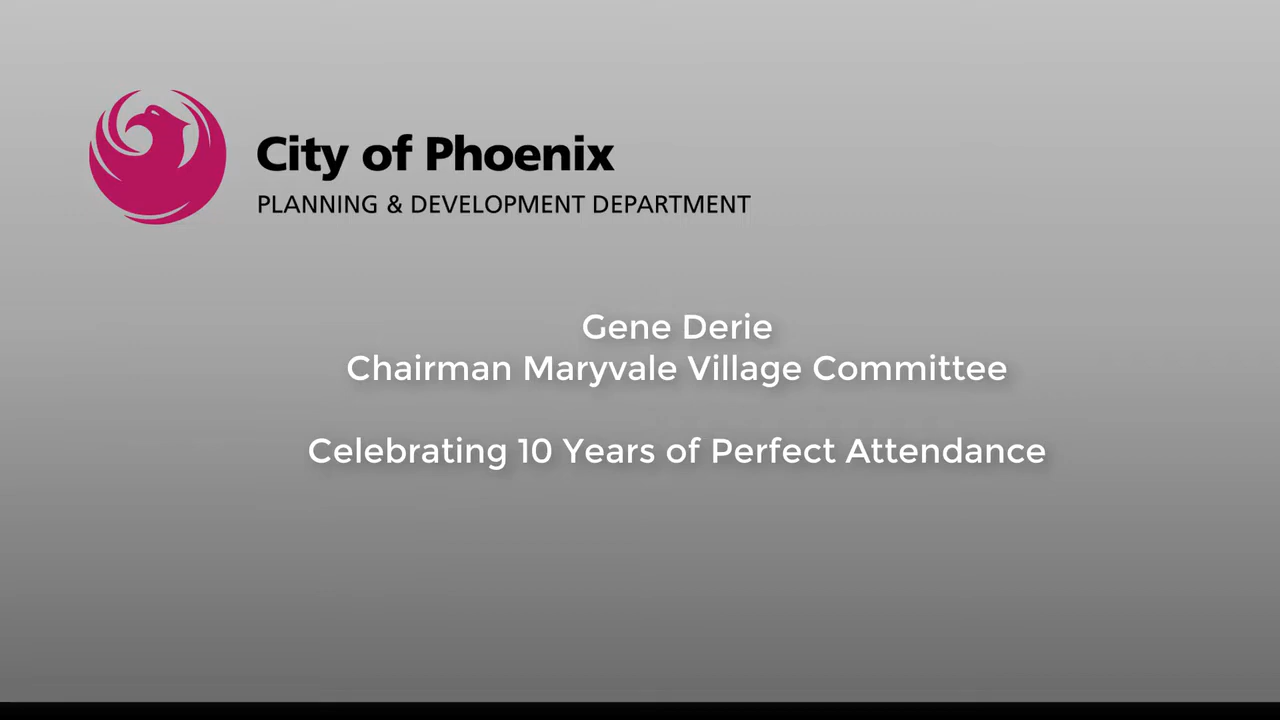 City of Phoenix
PLANNING & DEVELOPMENT DEPARTMENT
Gene Derie
Chairman Maryvale Village Committee
Celebrating 10 Years of Perfect Attendance